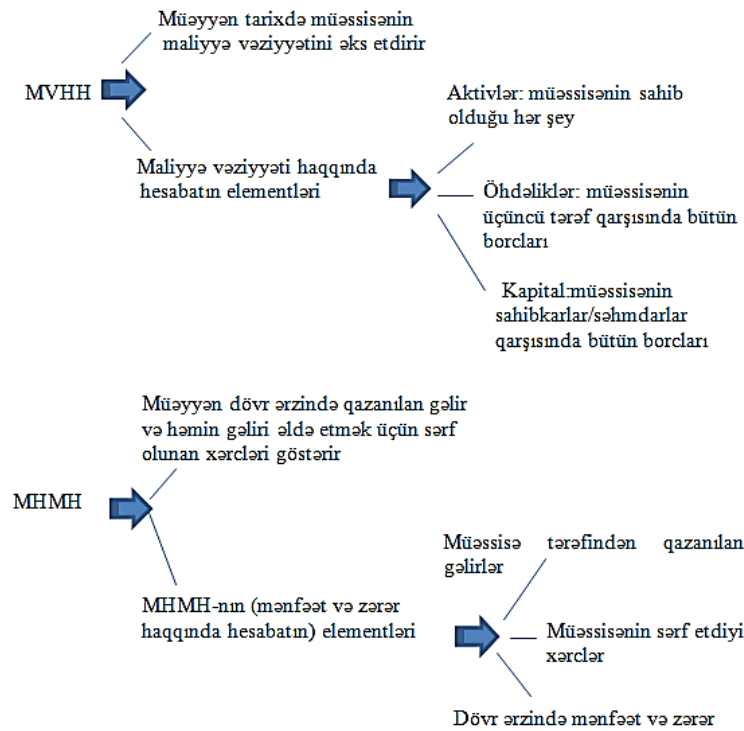 Müəyyən tarixdə müəssisənin
maliyyə vəziyyətini əks etdirir
MVHH
Maliyyə vəziyyəti haqqında
hesabatın elementləri
Aktivlər: müəssisənin sahib
olduğu hər şey
Öhdəliklər: müəssisənin
üçüncü tərəf qarşısında bütün
borcları
Kapital:müəssisənin
sahibkarlar/səhmdarlar
qarşısında bütün borcları
Müəyyən dövr ərzində qazanılan gəlir
və həmin gəliri əldə etmək üçün sərf
olunan xərcləri göstərir
MHMH
MHMH-nın (mənfəət və zərər
haqqında hesabatın) elementləri
Müəssisə tərəfindən qazanılan
gəlirlər
Müəssisənin sərf etdiyi
xərclər
Dövr ərzində mənfəət və zərər